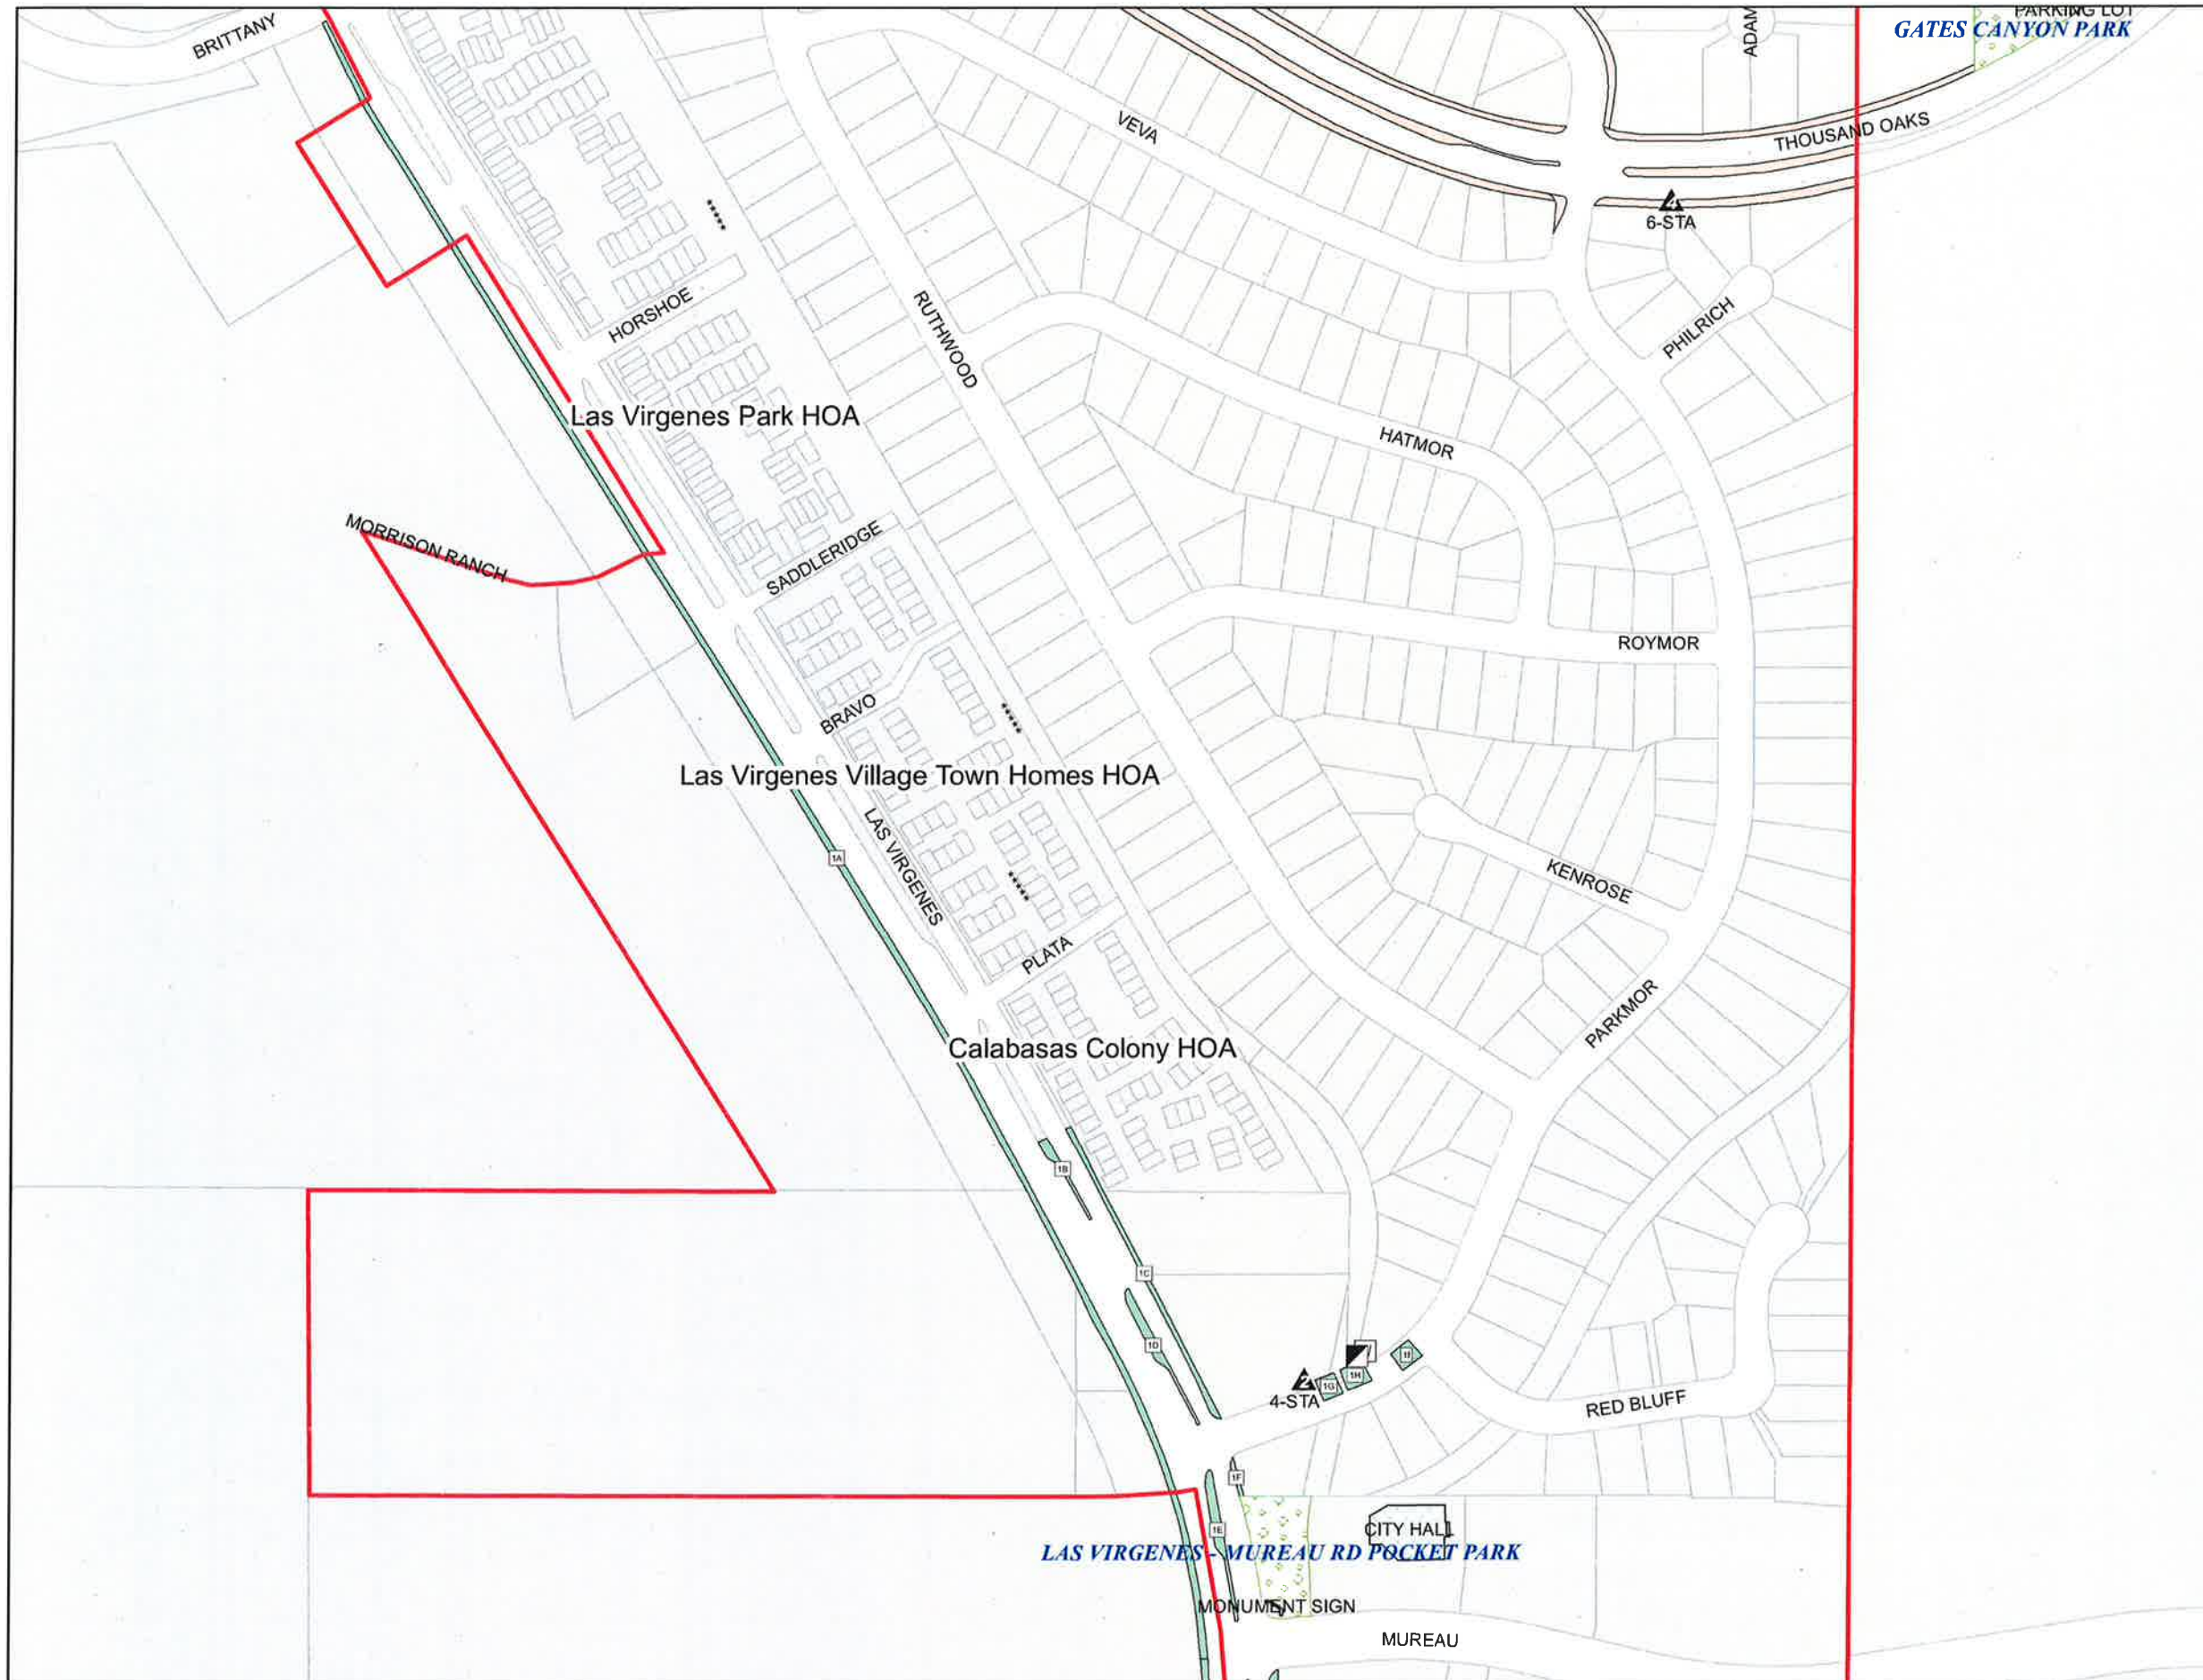 BRITTANY
ADAM
PARKING LOT
GATES CANYON PARK
VEVA
THOUSAND OAKS
6-STA
HORSHOE
RUTHWOOD
PHILRICH
Las Virgenes Park HOA
HATMOR
MORRISON RANCH
SADDLERIDGE
ROYMOR
BRAVO
Las Virgenes Village Town Homes HOA
1A
LAS VIRGENES
KENROSE
PLATA
PARKMOR
Calabasas Colony HOA
1B
1C
1D
2
4-STA
1G
1H
1I
RED BLUFF
1F
1E
CITY HALL
LAS VIRGENES - MUREAU RD POCKET PARK
MONUMENT SIGN
MUREAU